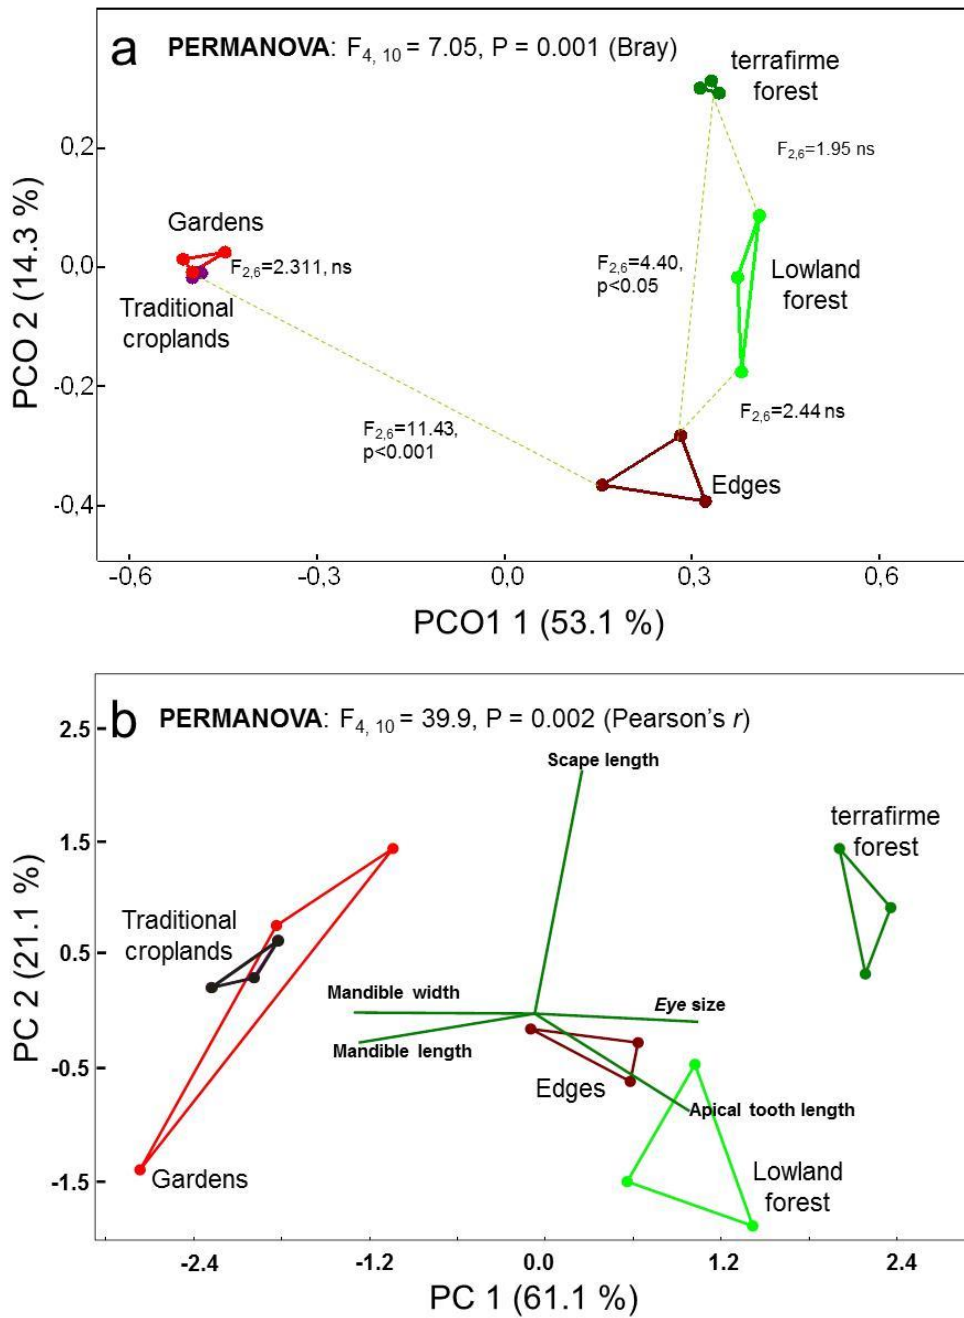 a PERMANOVA: F4, 10 = 7.05, P = 0.001 (Bray)
terrafirme
forest
F2,6=1.95 ns
0,2
Gardens
F2,6=2.311, ns
F2,6=4.40,
p<0.05
Lowland
forest
0,0
Traditional
croplands
PCO 2 (14.3 %)
-0,2
F2,6=2.44 ns
F2,6=11.43,
p<0.001
Edges
-0,4
-0,6 -0,3 0,0 0,3 0,6
PCO1 1 (53.1 %)
b PERMANOVA: F4, 10 = 39.9, P = 0.002 (Pearson's r)
2.5
Scape length
terrafirme
forest
1.5
Traditional
croplands
0.5
PC 2 (21.1 %)
Mandible width
Eye size
Mandible length
-0.5
Edges
Apical tooth length
-1.5
Gardens
Lowland
forest
-2.4 -1.2 0.0 1.2 2.4
PC 1 (61.1 %)